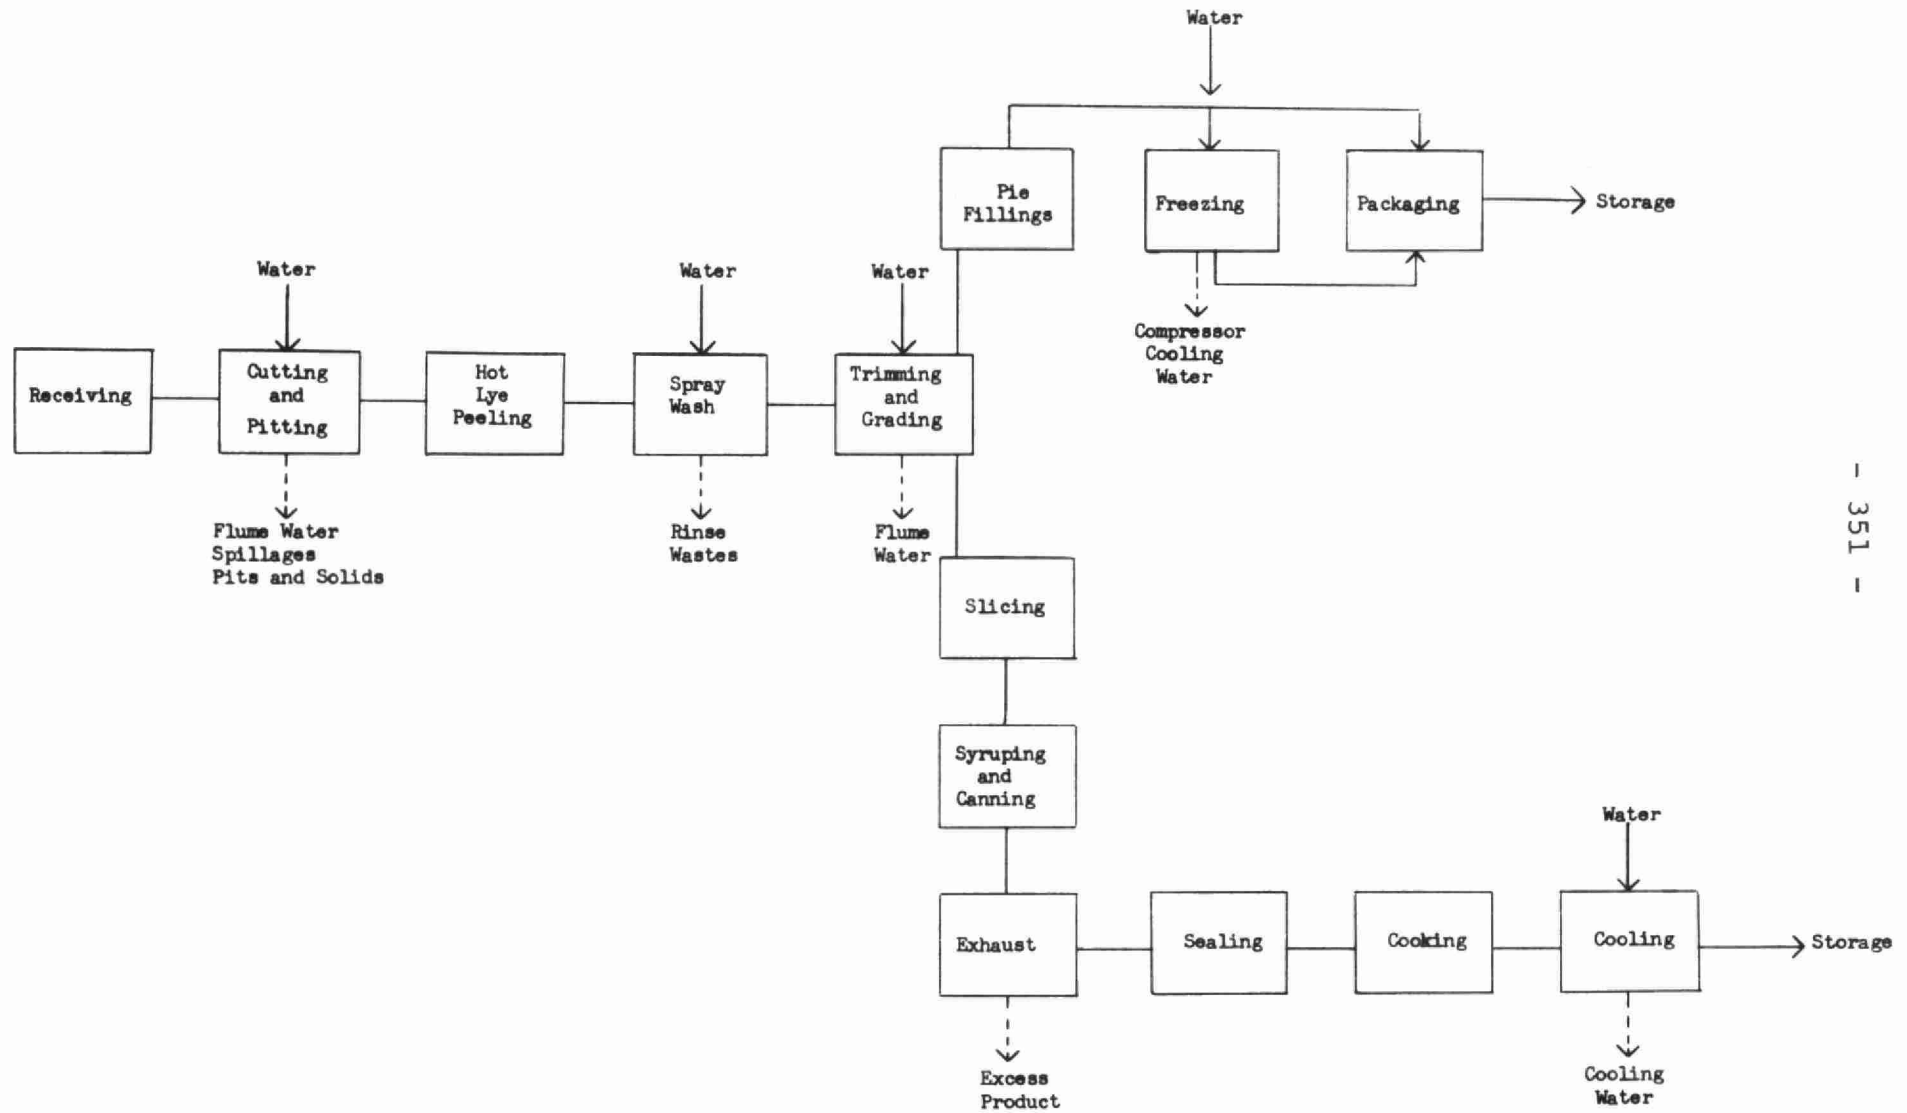 Water
Pie
Fillings
Freezing
Packaging
Storage
Compressor
Cooling
Water
Water
Water
Water
Receiving
Cutting
and
Pitting
Hot
Lye
Peeling
Spray
Wash
Trimming
and
Grading
Flume Water
Spillages
Pits and Solids
Rinse
Wastes
Flume
Water
Slicing
Syruping
and
Canning
Water
Exhaust
Sealing
Cooking
Cooling
Storage
Excess
Product
Cooling
Water
- 351 -